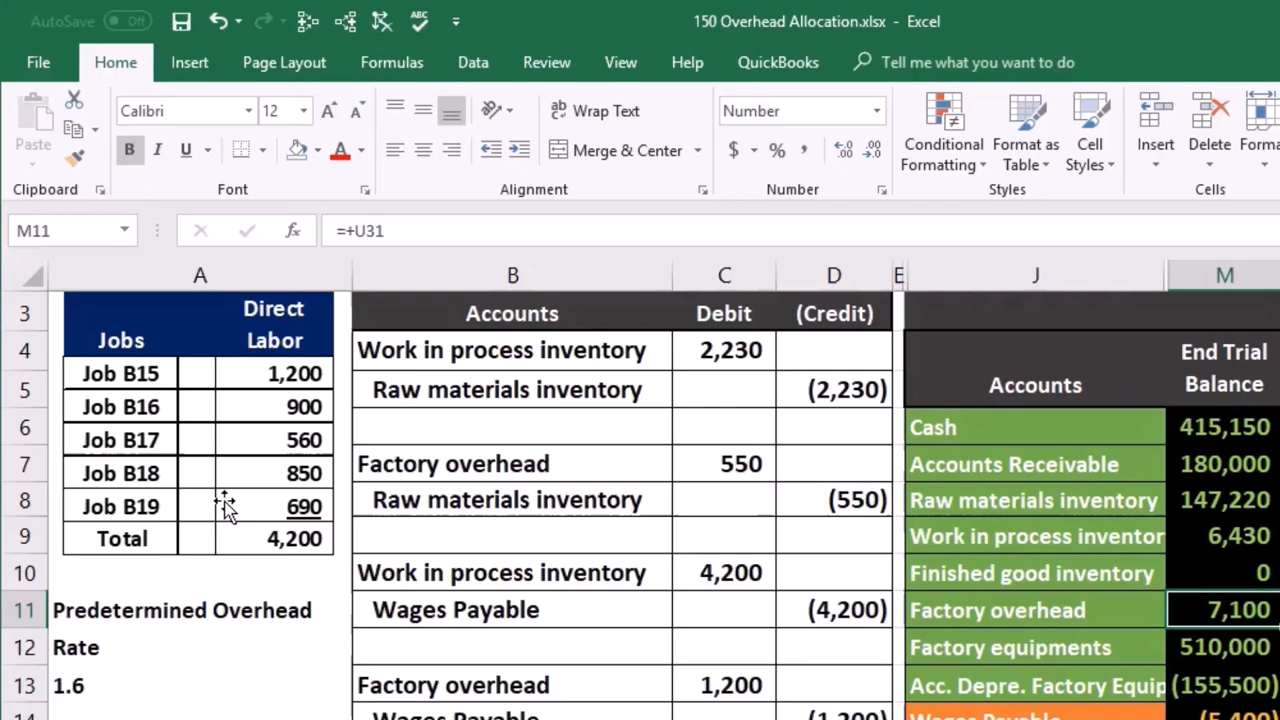 AutoSave Off 150 Overhead Allocation.xlsx - Excel
File Home Insert Page Layout Formulas Data Review View Help QuickBooks Tell me what you want to do
Paste
Clipboard
Calibri 12
B I U
Font
ab Wrap Text
Merge & Center
Alignment
Number
$ %
Number
Conditional Formatting
Format as Table
Cell Styles
Styles
Insert Delete
Cells
M11 fx =+U31
A B C D E J M
3 Jobs Direct Labor Accounts Debit (Credit)
4 Work in process inventory 2,230 Accounts End Trial Balance
Job B15 1,200
5 Raw materials inventory (2,230)
6 Job B16 900 Cash 415,150
Job B17 560
7 Factory overhead 550 Accounts Receivable 180,000
Job B18 850
8 Job B19 690 Raw materials inventory (550) Raw materials inventory 147,220
9 Total 4,200 Work in process inventor 6,430
10 Work in process inventory 4,200 Finished good inventory 0
11 Predetermined Overhead Wages Payable (4,200) Factory overhead 7,100
12 Rate Factory equipments 510,000
13 1.6 Factory overhead 1,200 Acc. Depre. Factory Equip (155,500)
14 Wages Payable (1,200) Wages Payable (5,400)